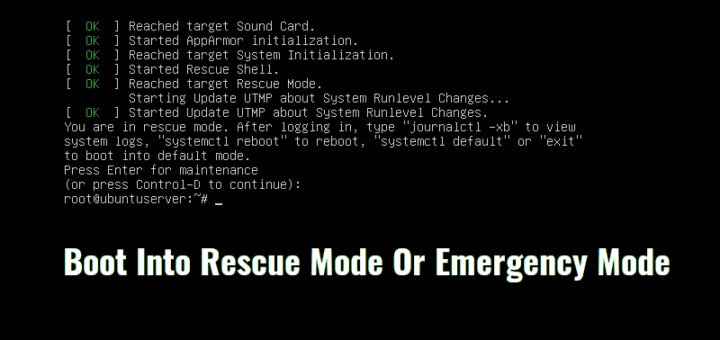 [  OK  ] Reached target Sound Card.
[  OK  ] Started AppArmor initialization.
[  OK  ] Reached target System Initialization.
[  OK  ] Started Rescue Shell.
[  OK  ] Reached target Rescue Mode.
         Starting Update UTMP about System Runlevel Changes...
[  OK  ] Started Update UTMP about System Runlevel Changes.
You are in rescue mode. After logging in, type "journalctl -xb" to view
system logs, "systemctl reboot" to reboot, "systemctl default" or "exit"
to boot into default mode.
Press Enter for maintenance
(or press Control-D to continue):
root@ubuntuserver:~# _
Boot Into Rescue Mode Or Emergency Mode